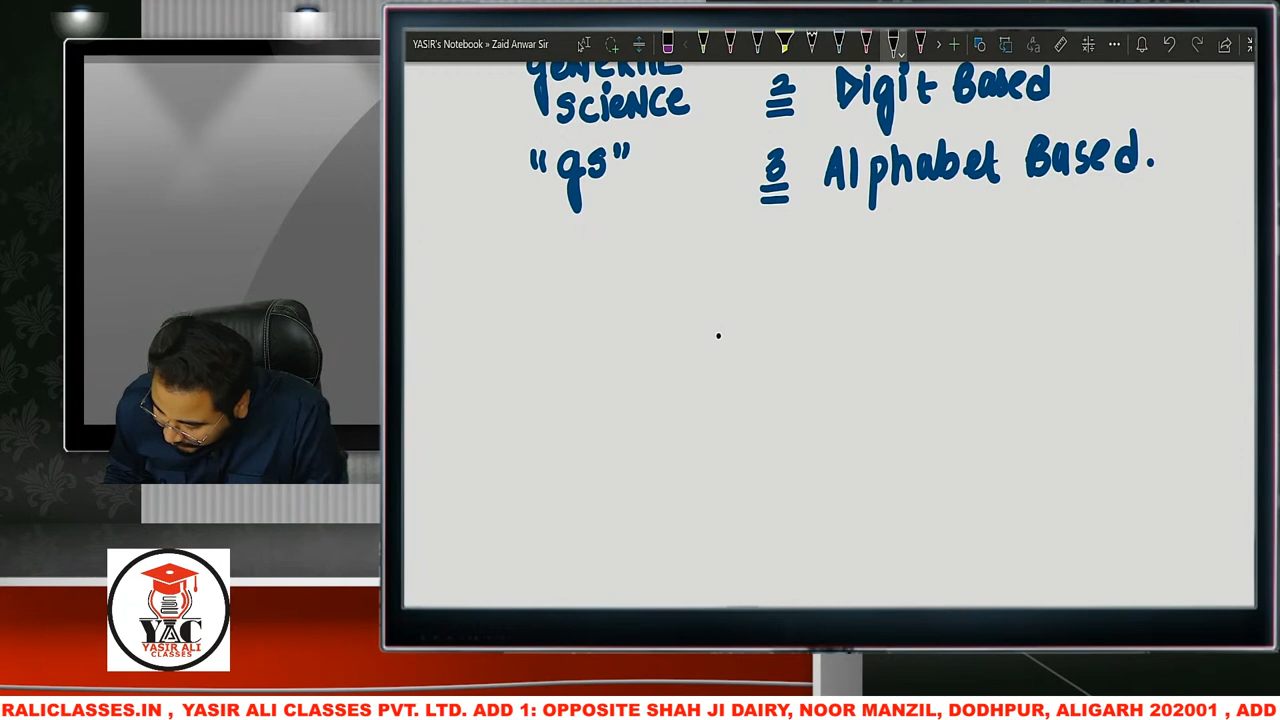 YASIR's Notebook » Zaid Anwar Sir
GENERAL
SCIENCE
"gs"
2 Digit Based
3 Alphabet Based.
YAC
YASIR ALI
CLASSES
RALICLASSES.IN , YASIR ALI CLASSES PVT. LTD. ADD 1: OPPOSITE SHAH JI DAIRY, NOOR MANZIL, DODHPUR, ALIGARH 202001 , ADD